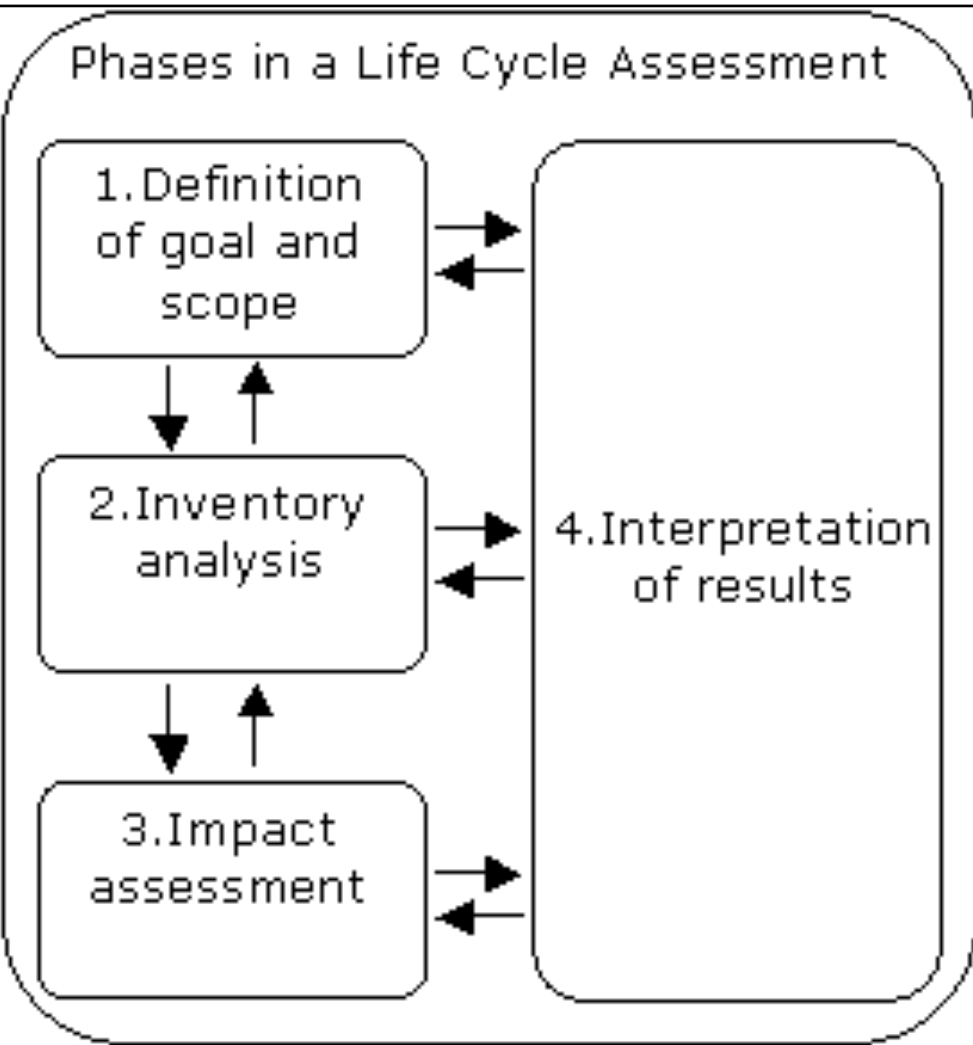 Phases in a Life Cycle Assessment
1.Definition
of goal and
scope
2.Inventory
analysis
3.Impact
assessment
4.Interpretation
of results